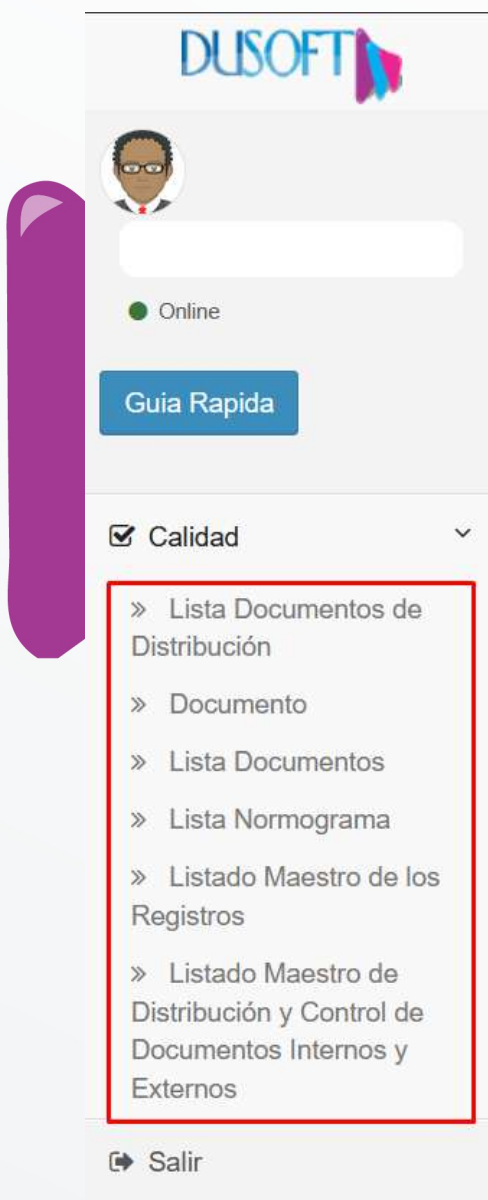 DUSOFT
Online
Guia Rapida
Calidad
» Lista Documentos de
Distribución
» Documento
» Lista Documentos
» Lista Normograma
» Listado Maestro de los
Registros
» Listado Maestro de
Distribución y Control de
Documentos Internos y
Externos
Salir